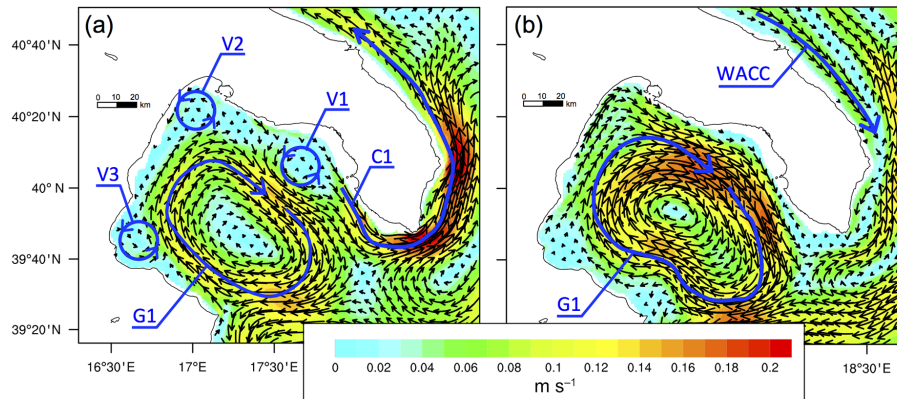 (a)
(b)
40°40'N
40°20'N
40°N
39°40'N
39°20'N
V2
V1
C1
V3
G1
0 10 20
km
WACC
G1
0 10 20
km
16°30'E
17°E
17°30'E
18°30'E
0 0.02 0.04 0.06 0.08 0.1 0.12 0.14 0.16 0.18 0.2
m s⁻¹